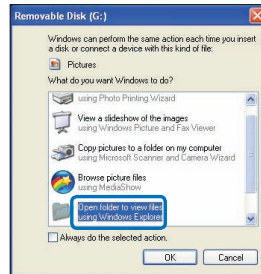 Removable Disk (G:)
Windows can perform the same action each time you insert
a disk or connect a device with this kind of file:
Pictures
What do you want Windows to do?
using Photo Printing Wizard
View a slideshow of the images
using Windows Picture and Fax Viewer
Copy pictures to a folder on my computer
using Microsoft Scanner and Camera Wizard
Browse picture files
using MediaShow
Open folder to view files
using Windows Explorer
Always do the selected action.
OK Cancel